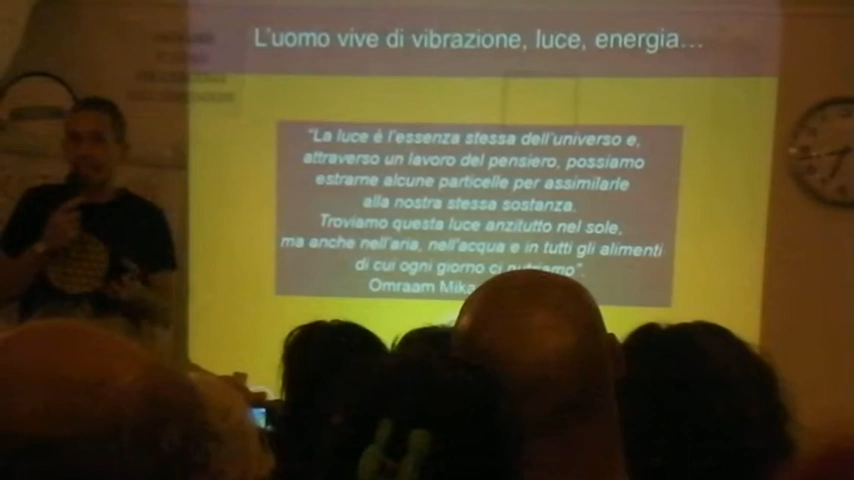 L'uomo vive di vibrazione, luce, energia...
"La luce è l'essenza stessa dell'universo e,
attraverso un lavoro del pensiero, possiamo
estrarne alcune particelle per assimilarle
alla nostra stessa sostanza.
Troviamo questa luce anzitutto nel sole,
ma anche nell'aria, nell'acqua e in tutti gli alimenti
di cui ogni giorno ci nutriamo".
Omraam